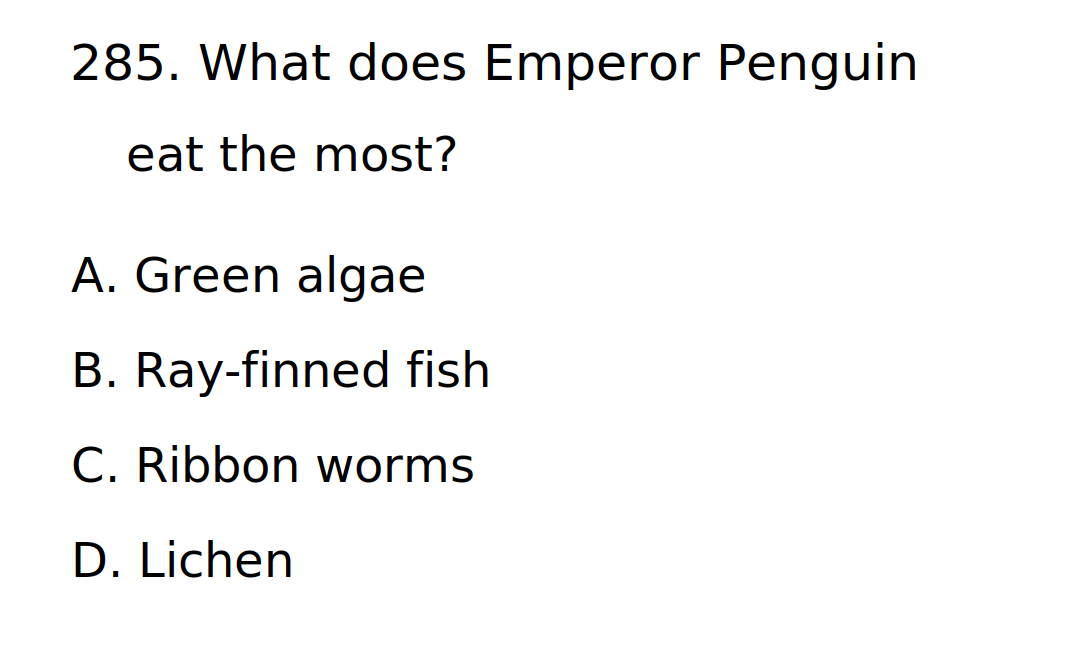 285. What does Emperor Penguin
eat the most?
A. Green algae
B. Ray-finned fish
C. Ribbon worms
D. Lichen